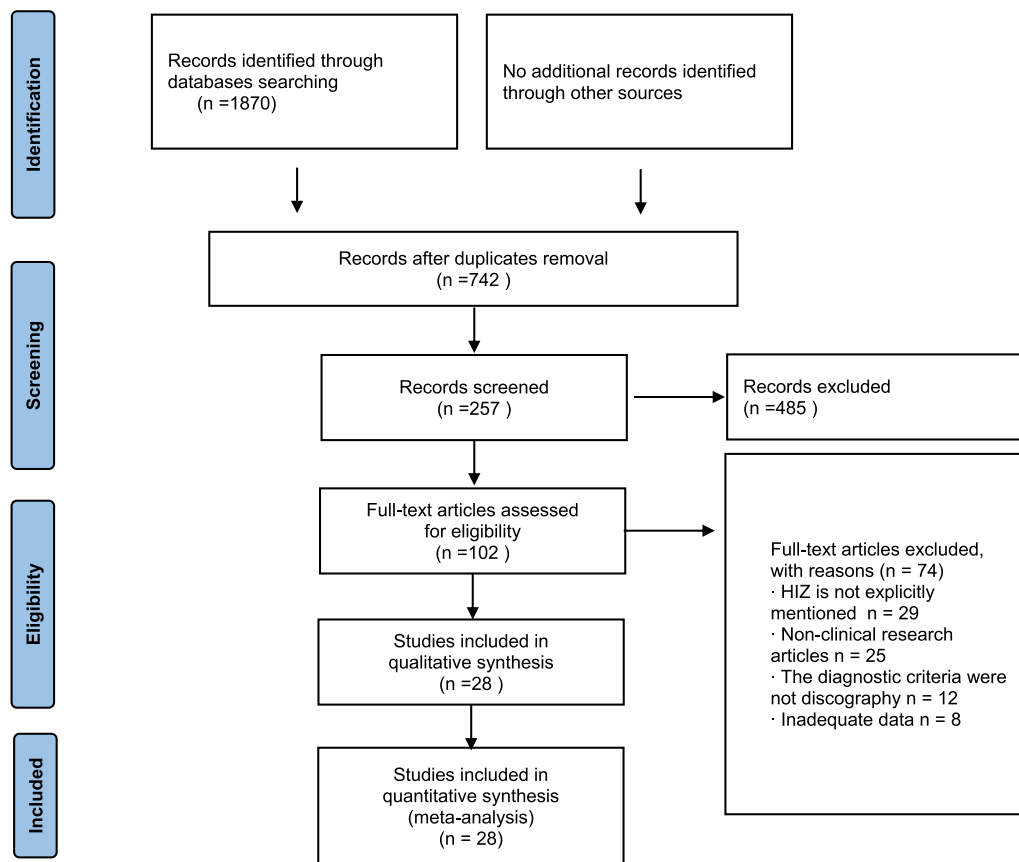 Identification
Records identified through
databases searching
(n =1870)
No additional records identified
through other sources
Screening
Records after duplicates removal
(n =742 )
Records screened
(n =257 )
Records excluded
(n =485 )
Eligibility
Full-text articles assessed
for eligibility
(n =102 )
Full-text articles excluded,
with reasons (n = 74)
· HIZ is not explicitly
mentioned n = 29
· Non-clinical research
articles n = 25
· The diagnostic criteria were
not discography n = 12
· Inadequate data n = 8
Studies included in
qualitative synthesis
(n =28 )
Included
Studies included in
quantitative synthesis
(meta-analysis)
(n = 28)